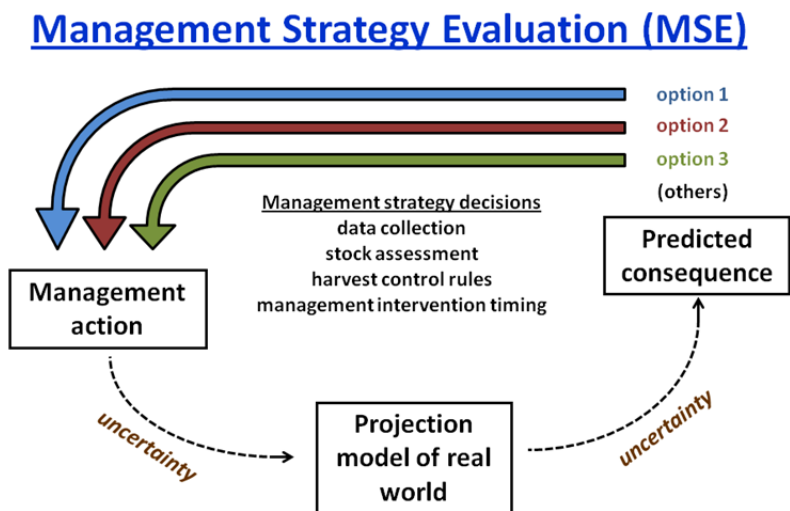 Management Strategy Evaluation (MSE)
option 1
option 2
option 3
(others)
Management strategy decisions
data collection
stock assessment
harvest control rules
management intervention timing
Predicted
consequence
Management
action
uncertainty
Projection
model of real
world
uncertainty